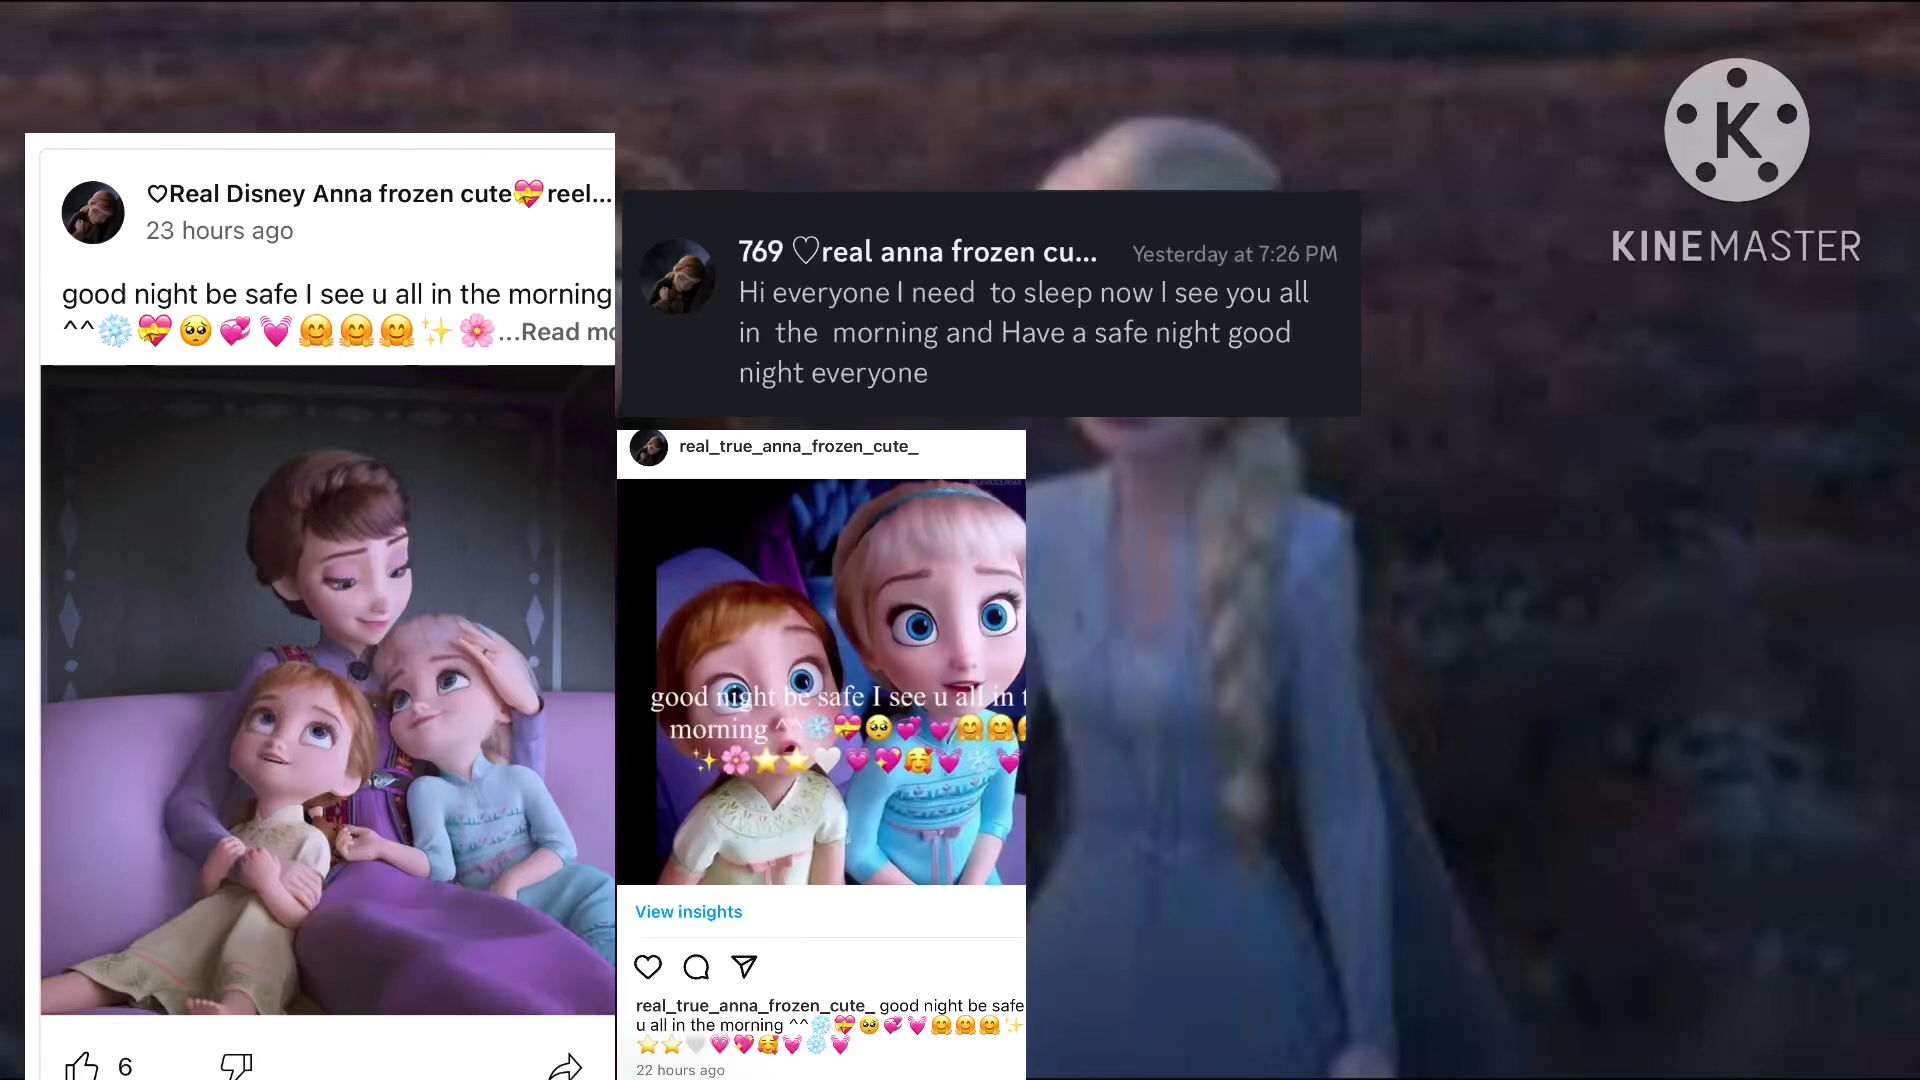 ♡Real Disney Anna frozen cute💝reel...
23 hours ago
good night be safe I see u all in the morning
^^❄️💝🥺💞💓🤗🤗🤗✨🌸...Read mo
6
769 ♡real anna frozen cu... Yesterday at 7:26 PM
Hi everyone I need to sleep now I see you all
in the morning and Have a safe night good
night everyone
real_true_anna_frozen_cute_
good night be safe I see u all in t
morning ^^❄️💝🥺💞💓🤗🤗🤗
✨🌸⭐⭐🤍💗💖🥰💓❄️💓
View insights
real_true_anna_frozen_cute_ good night be safe
u all in the morning ^^❄️💝🥺💞💓🤗🤗🤗✨
⭐⭐🤍💗💖🥰💓❄️💓
22 hours ago
K
KINEMASTER